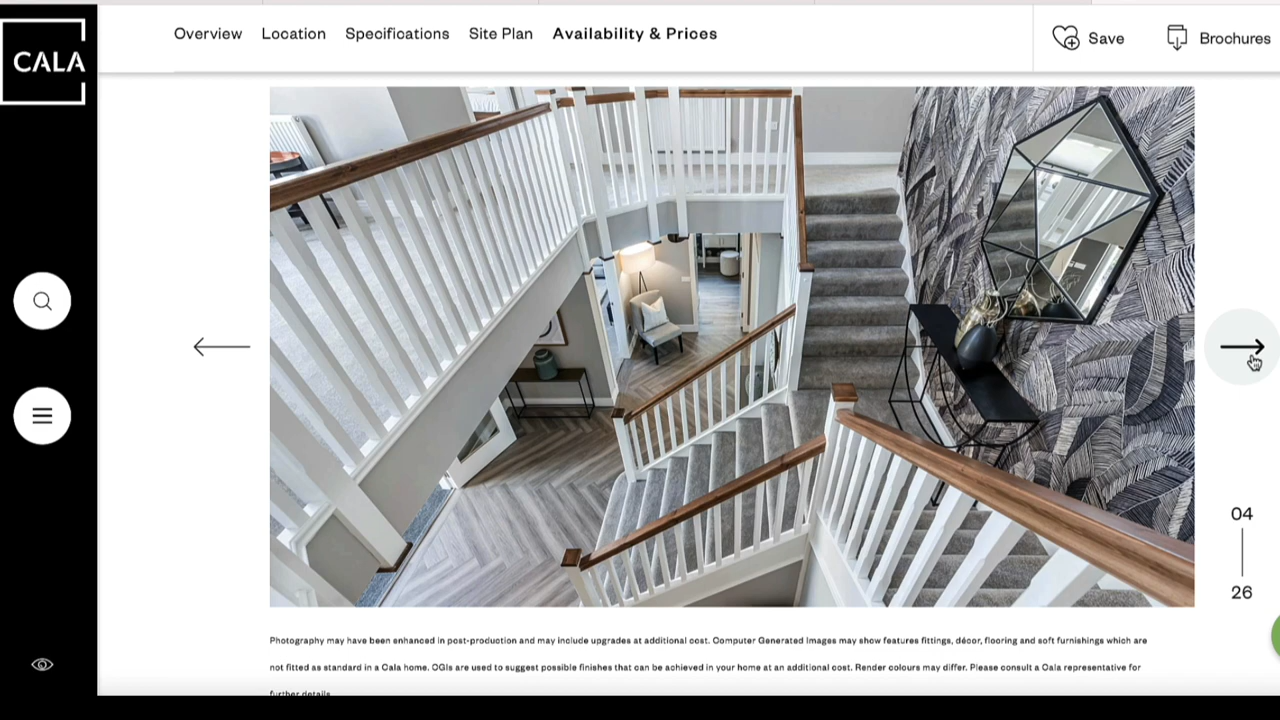 CALA
Overview Location Specifications Site Plan Availability & Prices
Save
Brochures
04
26
Photography may have been enhanced in post-production and may include upgrades at additional cost. Computer Generated Images may show features fittings, décor, flooring and soft furnishings which are
not fitted as standard in a Cala home. CGIs are used to suggest possible finishes that can be achieved in your home at an additional cost. Render colours may differ. Please consult a Cala representative for
further details.